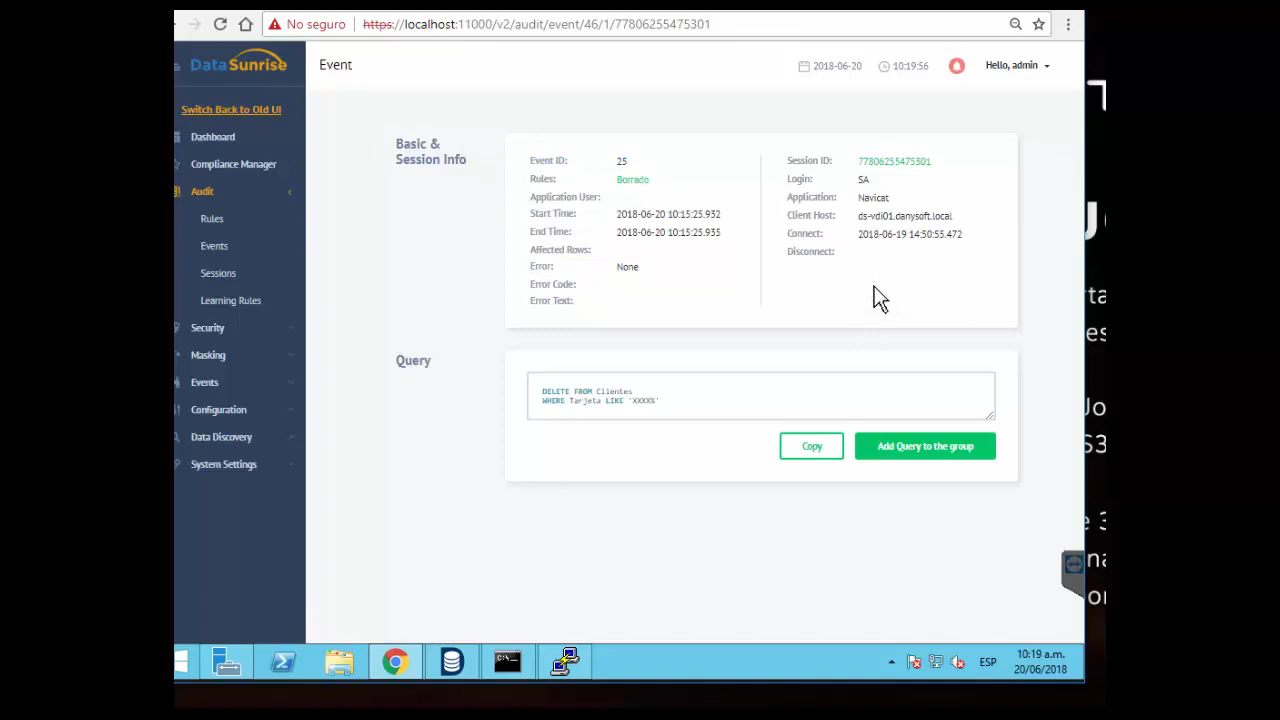 No seguro https://localhost:11000/v2/audit/event/46/1/77806255475301
DataSunrise
Event
2018-06-20
10:19:56
Hello, admin
Switch Back to Old UI
Dashboard
Compliance Manager
Audit
Rules
Events
Sessions
Learning Rules
Security
Masking
Events
Configuration
Data Discovery
System Settings
Basic &
Session Info
Event ID: 25
Rules: Borrado
Application User:
Start Time: 2018-06-20 10:15:25.932
End Time: 2018-06-20 10:15:25.935
Affected Rows:
Error: None
Error Code:
Error Text:
Session ID: 77806255475301
Login: SA
Application: Navicat
Client Host: ds-vdi01.danysoft.local
Connect: 2018-06-19 14:50:55.472
Disconnect:
Query
DELETE FROM Clientes
WHERE Tarjeta LIKE 'XXXX%'
Copy
Add Query to the group
ESP
10:19 a.m.
20/06/2018